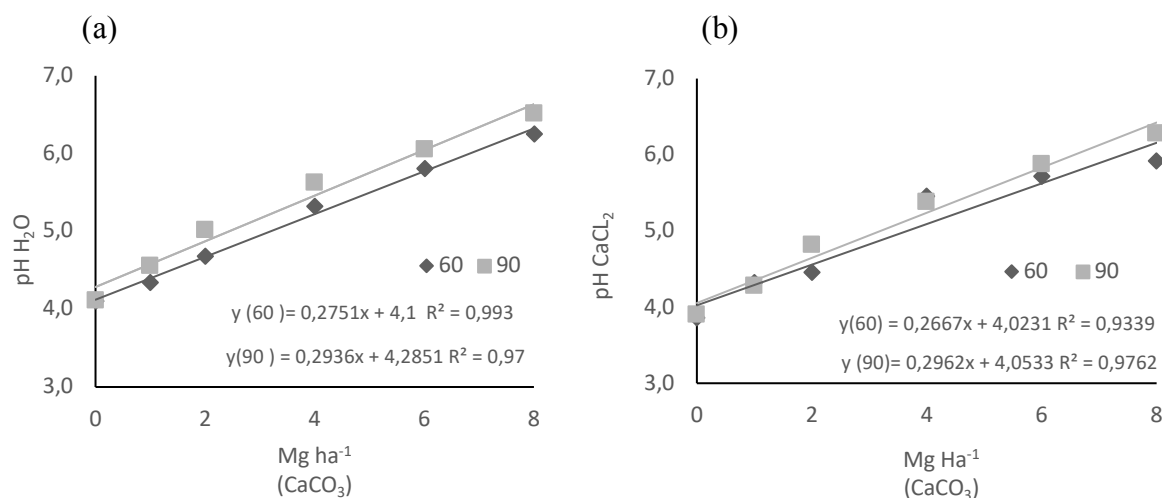 (a)
7,0
6,0
5,0
4,0
3,0
pH H₂O
60 90
y (60 )= 0,2751x + 4,1 R² = 0,993
y(90 ) = 0,2936x + 4,2851 R² = 0,97
0 2 4 6 8
Mg ha⁻¹
(CaCO₃)
(b)
7,0
6,0
5,0
4,0
3,0
pH CaCL₂
60 90
y(60) = 0,2667x + 4,0231 R² = 0,9339
y (90)= 0,2962x + 4,0533 R² = 0,9762
0 2 4 6 8
Mg Ha⁻¹
(CaCO₃)